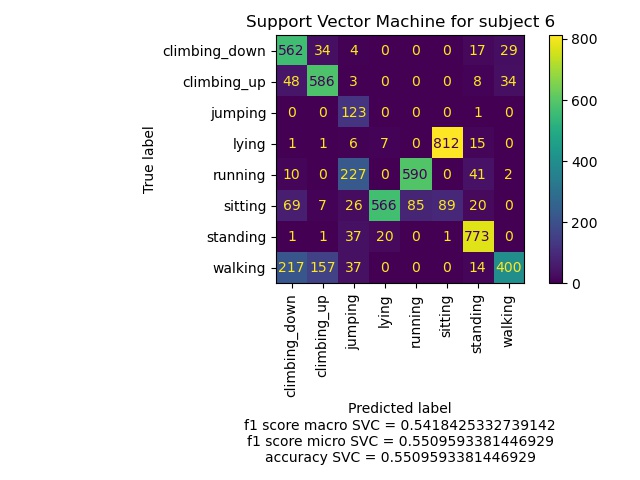 Support Vector Machine for subject 6
climbing_down 562 34 4 0 0 0 17 29
climbing_up 48 586 3 0 0 0 8 34
jumping 0 0 123 0 0 0 1 0
lying 1 1 6 7 0 812 15 0
running 10 0 227 0 590 0 41 2
sitting 69 7 26 566 85 89 20 0
standing 1 1 37 20 0 1 773 0
walking 217 157 37 0 0 0 14 400
True label
climbing_down
climbing_up
jumping
lying
running
sitting
standing
walking
Predicted label
800
600
400
200
0
f1 score macro SVC = 0.5418425332739142
f1 score micro SVC = 0.5509593381446929
accuracy SVC = 0.5509593381446929